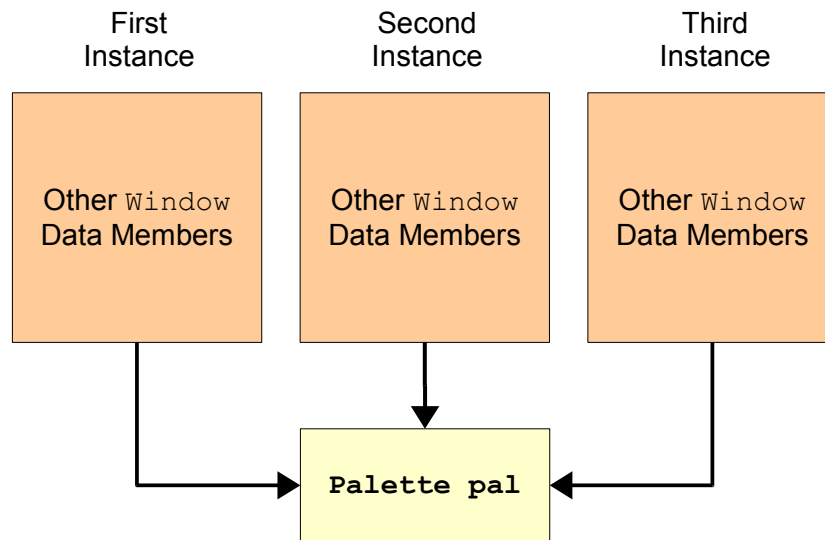 First
Instance
Second
Instance
Third
Instance
Other Window
Data Members
Other Window
Data Members
Other Window
Data Members
Palette pal